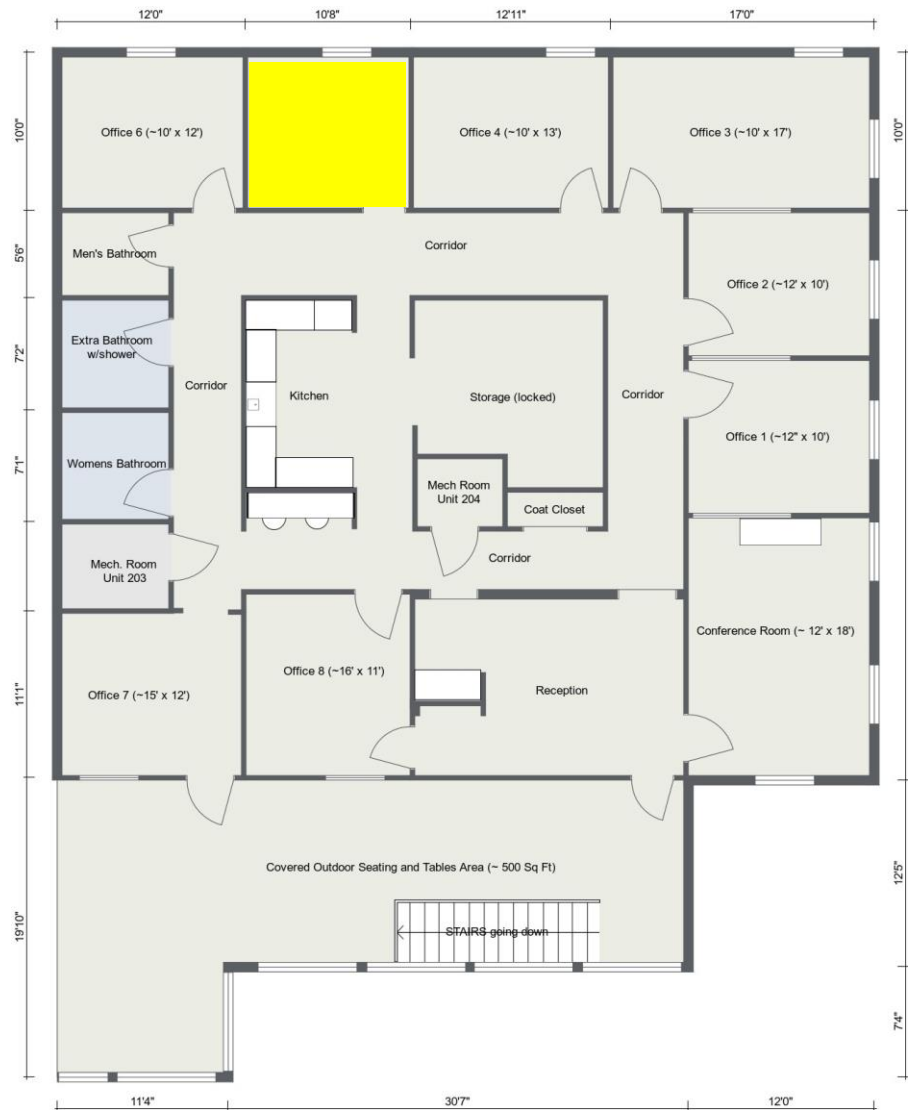 12'0"
10'8"
12'11"
17'0"
10'0"
10'0"
Office 6 (~10' x 12')
Office 4 (~10' x 13')
Office 3 (~10' x 17')
5'6"
Men's Bathroom
Corridor
Office 2 (~12' x 10')
7'2"
Extra Bathroom
w/shower
Corridor
Kitchen
Storage (locked)
Corridor
Office 1 (~12" x 10')
7'1"
Womens Bathroom
Mech Room
Unit 204
Coat Closet
Mech. Room
Unit 203
Corridor
Conference Room (~ 12' x 18')
11'1"
Office 7 (~15' x 12')
Office 8 (~16' x 11')
Reception
19'10"
Covered Outdoor Seating and Tables Area (~ 500 Sq Ft)
12'5"
STAIRS going down
7'4"
11'4"
30'7"
12'0"